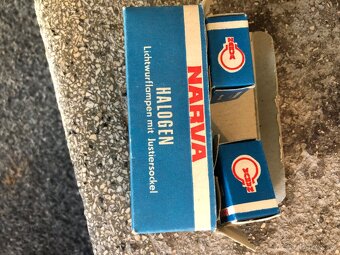 NARVA
HALOGEN
Lichtwurflampen mit Justiersockel